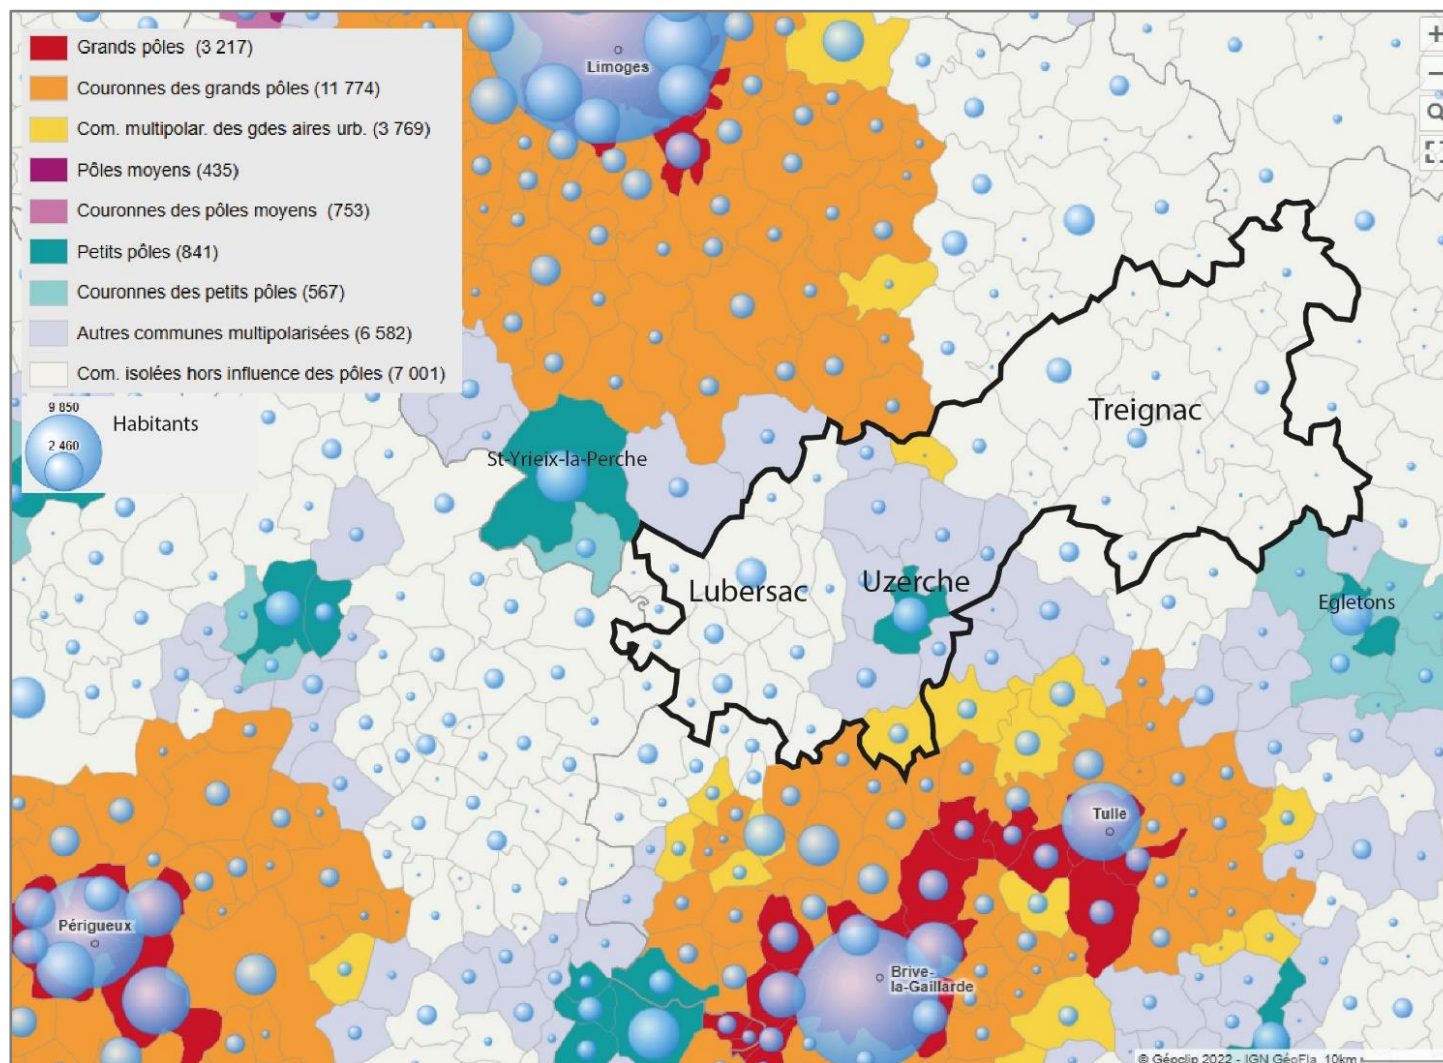 Grands pôles (3 217)
Couronnes des grands pôles (11 774)
Com. multipolar. des gdes aires urb. (3 769)
Pôles moyens (435)
Couronnes des pôles moyens (753)
Petits pôles (841)
Couronnes des petits pôles (567)
Autres communes multipolarisées (6 582)
Com. isolées hors influence des pôles (7 001)
9 850
2 460
Habitants
Limoges
Treignac
St-Yrieix-la-Perche
Lubersac
Uzerche
Egletons
Tulle
Périgueux
Brive-
la-Gaillarde
© Géoclip 2022 - IGN GéoFla 10km